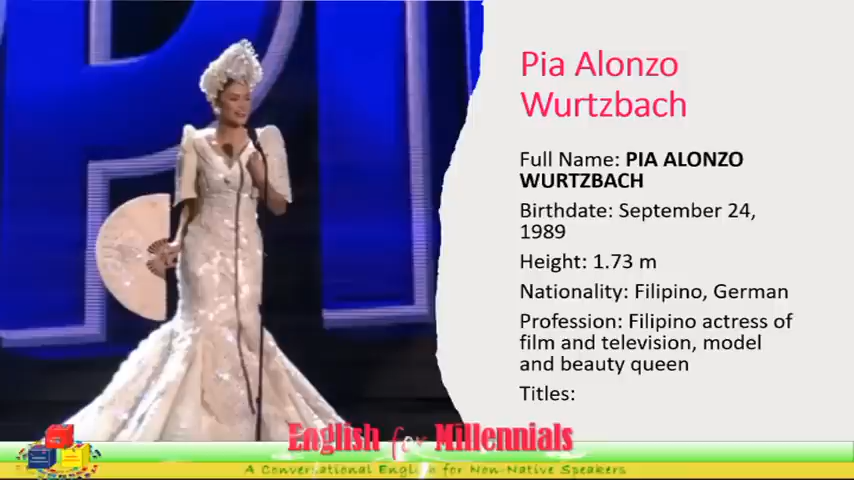 Pia Alonzo
Wurtzbach
Full Name: PIA ALONZO
WURTZBACH
Birthdate: September 24,
1989
Height: 1.73 m
Nationality: Filipino, German
Profession: Filipino actress of
film and television, model
and beauty queen
Titles:
English for Millennials
A Conversational English for Non-Native Speakers